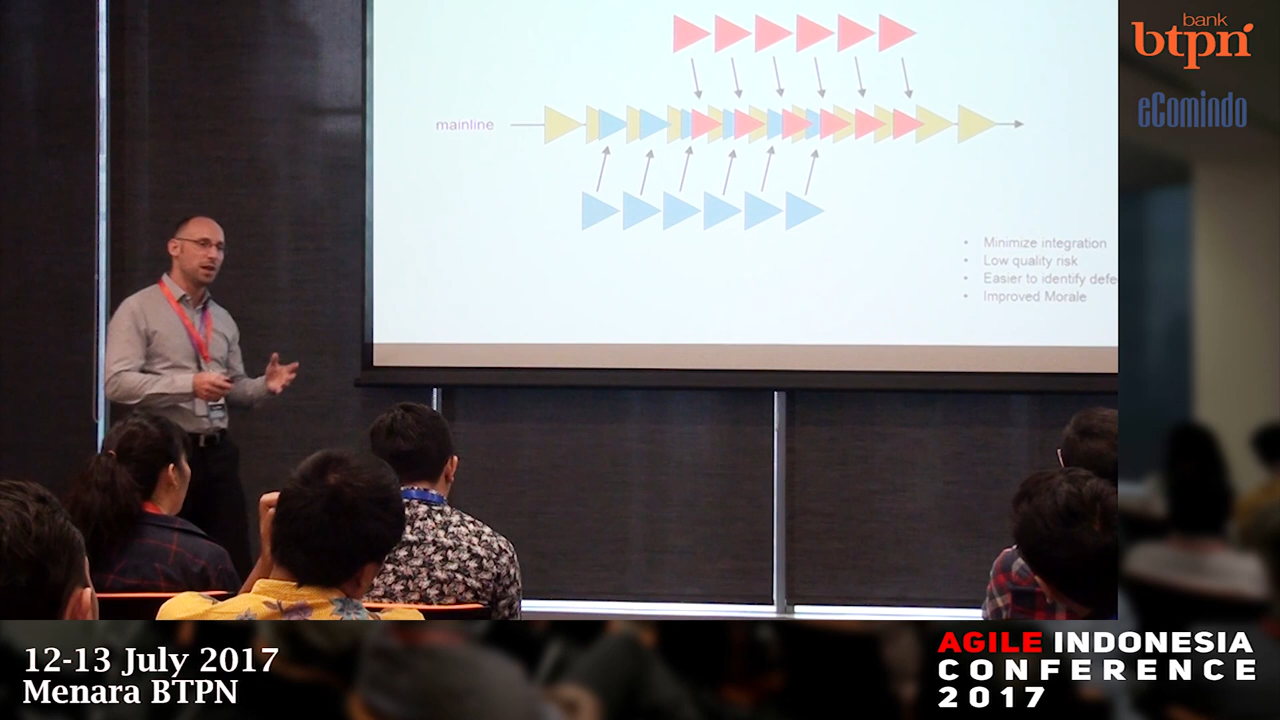 bank
btpn
eComindo
mainline
• Minimize integration
• Low quality risk
• Easier to identify defe
• Improved Morale
12-13 July 2017
Menara BTPN
AGILE INDONESIA
CONFERENCE
2017